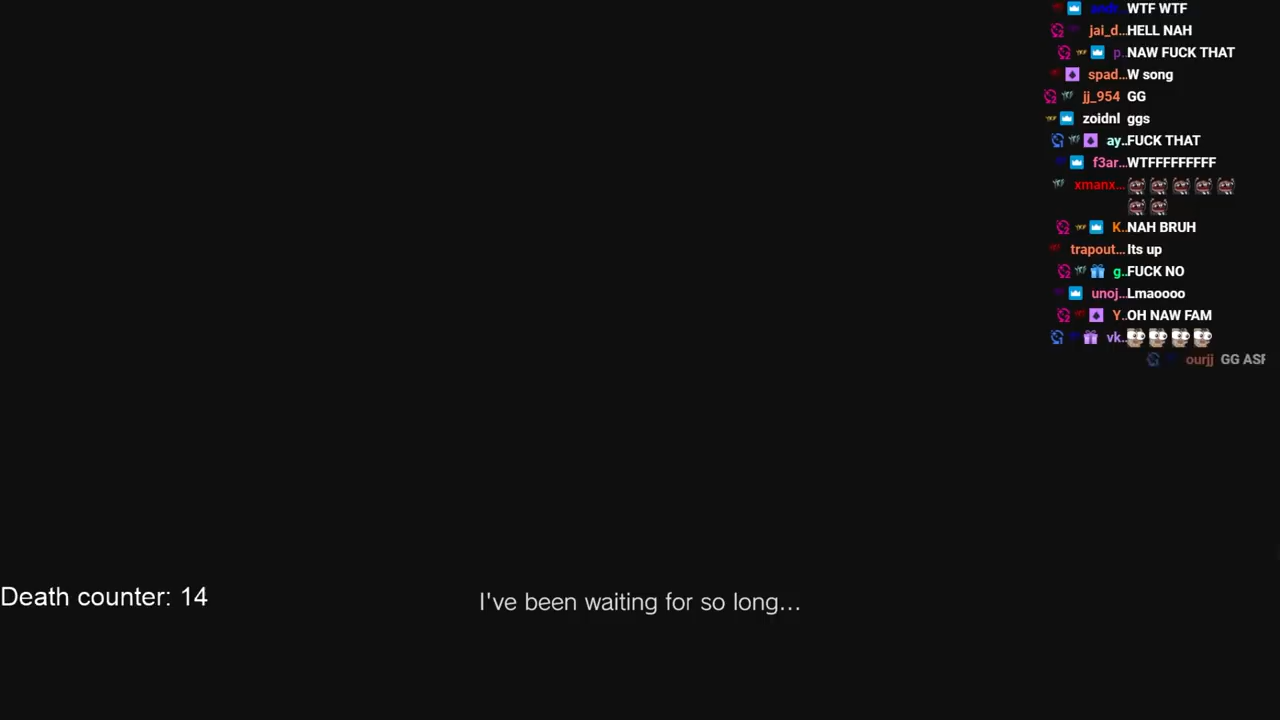 andr.. WTF WTF
jai_d.. HELL NAH
p.. NAW FUCK THAT
spad... W song
jj_954 GG
zoidnl ggs
ay.. FUCK THAT
f3ar... WTFFFFFFFFF
xmanx...
K.. NAH BRUH
trapout... Its up
g.. FUCK NO
unoj... Lmaoooo
Y.. OH NAW FAM
vk..
ourjj GG ASF
Death counter: 14
I've been waiting for so long...